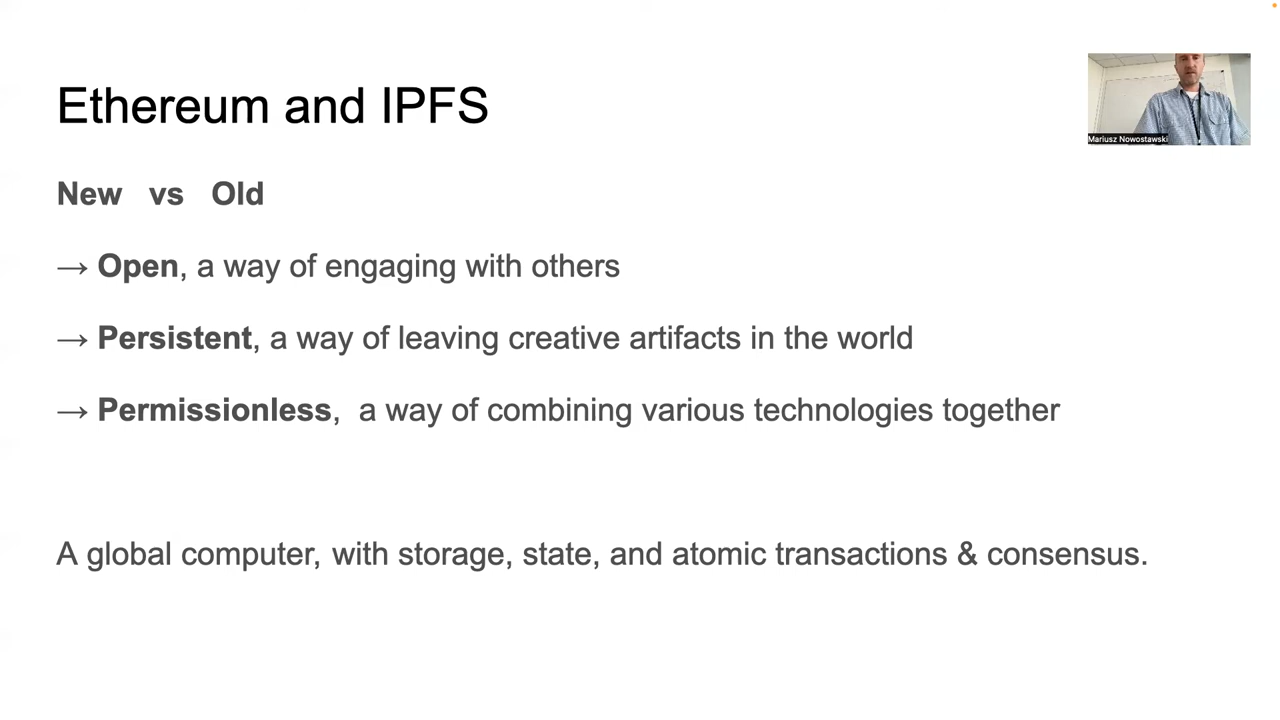 Ethereum and IPFS
Mariusz Nowostawski
New vs Old
→ Open, a way of engaging with others
→ Persistent, a way of leaving creative artifacts in the world
→ Permissionless, a way of combining various technologies together
A global computer, with storage, state, and atomic transactions & consensus.